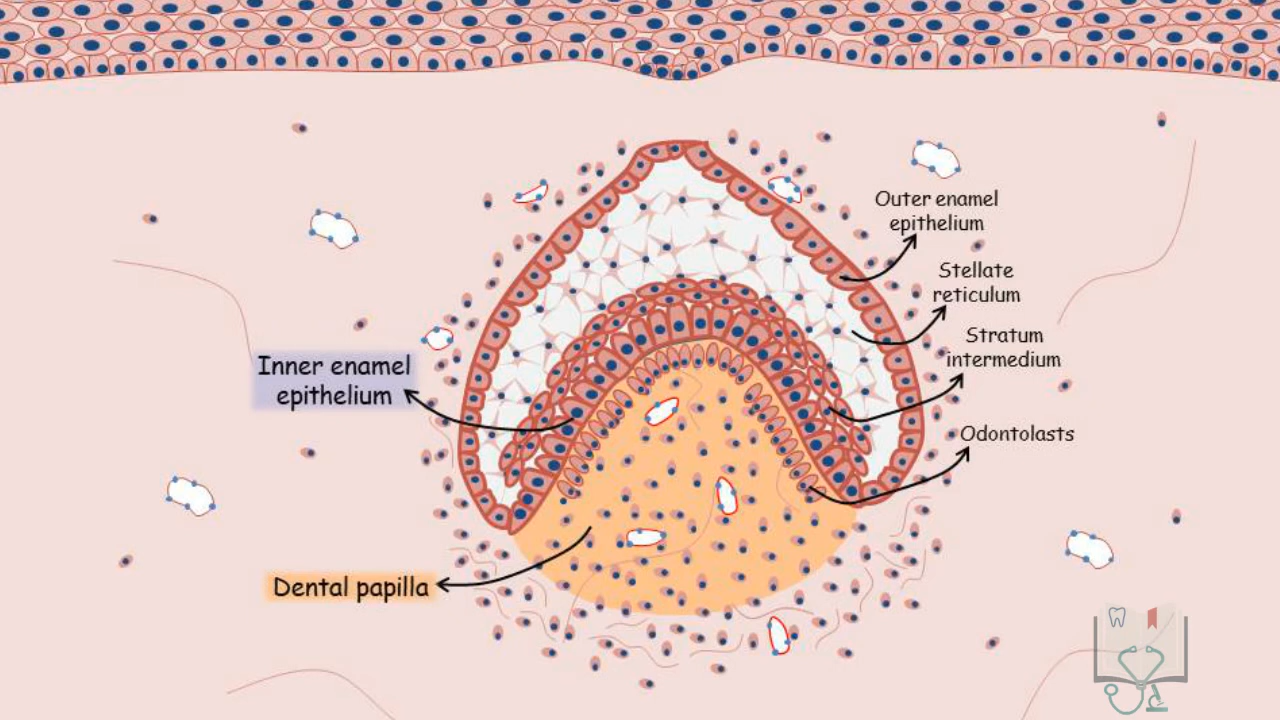 Outer enamel
epithelium
Stellate
reticulum
Stratum
intermedium
Inner enamel
epithelium
Odontolasts
Dental papilla